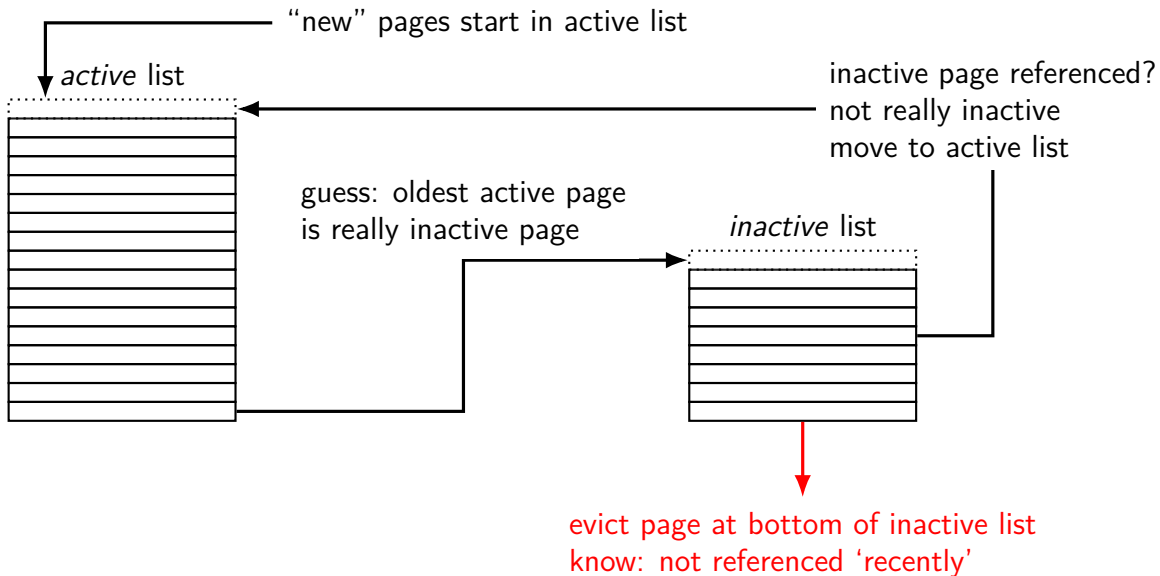 “new” pages start in active list
active list
inactive page referenced?
not really inactive
move to active list
guess: oldest active page
is really inactive page
inactive list
evict page at bottom of inactive list
know: not referenced ‘recently’